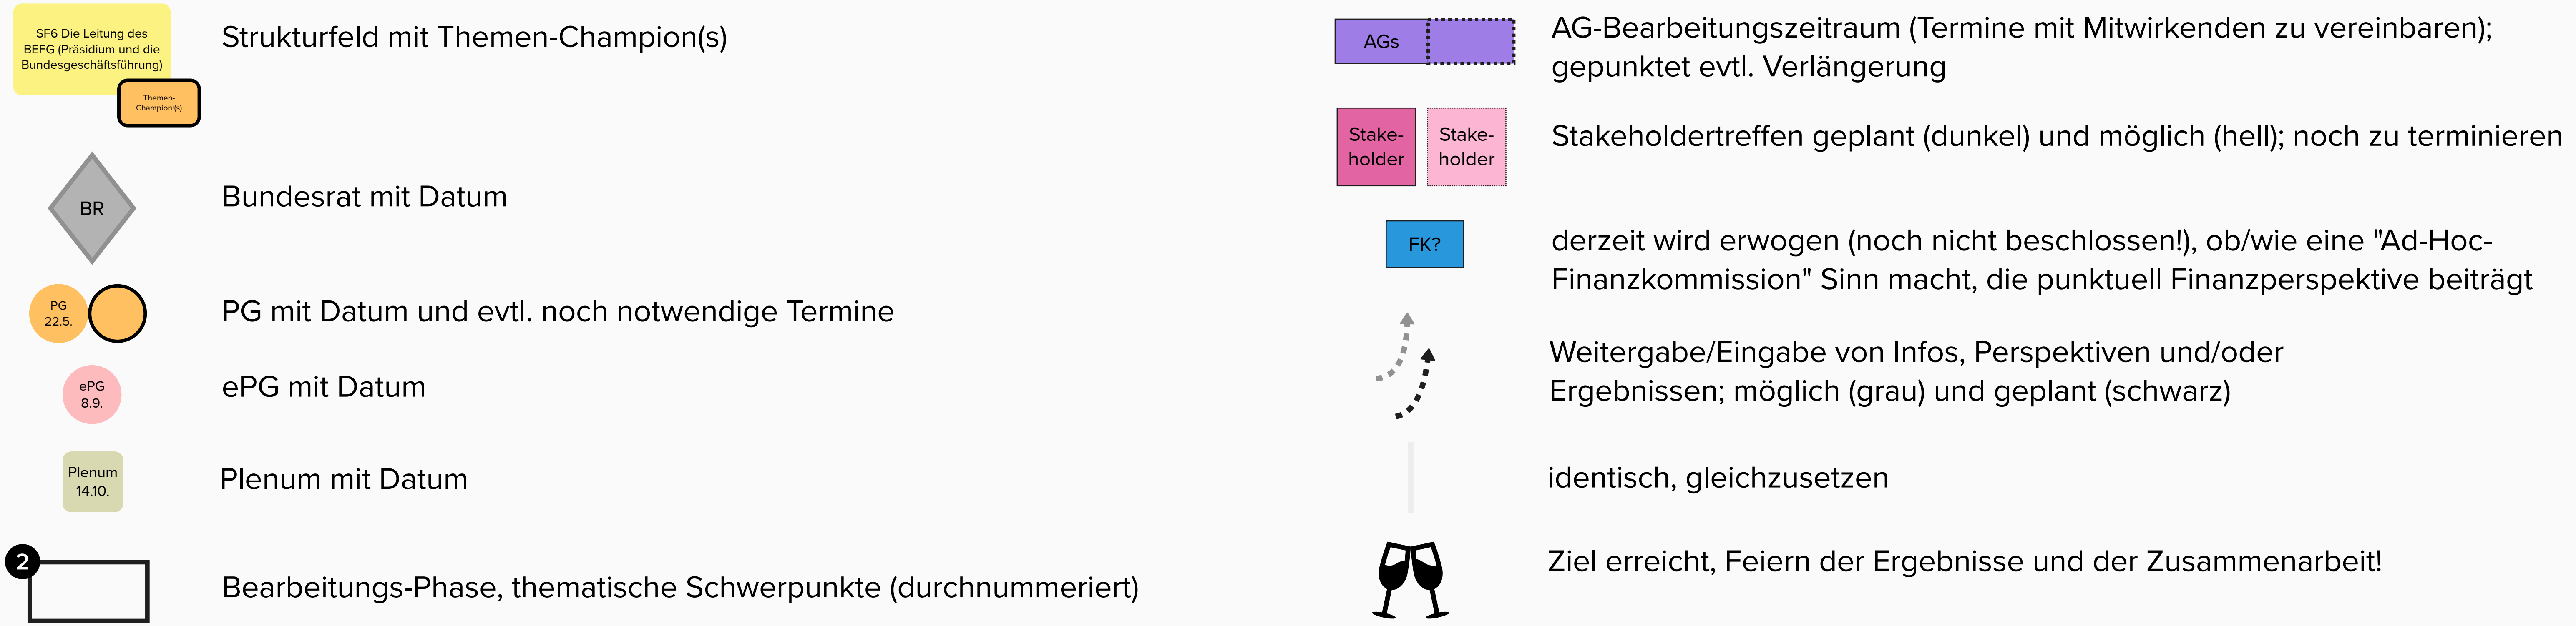 SF6 Die Leitung des
BEFG (Präsidium und die
Bundesgeschäftsführung)
Themen-
Champion:(s)
Strukturfeld mit Themen-Champion(s)
BR
Bundesrat mit Datum
PG
22.5.
PG mit Datum und evtl. noch notwendige Termine
ePG
8.9.
ePG mit Datum
Plenum
14.10.
Plenum mit Datum
2
Bearbeitungs-Phase, thematische Schwerpunkte (durchnummeriert)
AGs
AG-Bearbeitungszeitraum (Termine mit Mitwirkenden zu vereinbaren);
gepunktet evtl. Verlängerung
Stake-
holder
Stake-
holder
Stakeholdertreffen geplant (dunkel) und möglich (hell); noch zu terminieren
FK?
derzeit wird erwogen (noch nicht beschlossen!), ob/wie eine "Ad-Hoc-
Finanzkommission" Sinn macht, die punktuell Finanzperspektive beiträgt
Weitergabe/Eingabe von Infos, Perspektiven und/oder
Ergebnissen; möglich (grau) und geplant (schwarz)
identisch, gleichzusetzen
Ziel erreicht, Feiern der Ergebnisse und der Zusammenarbeit!